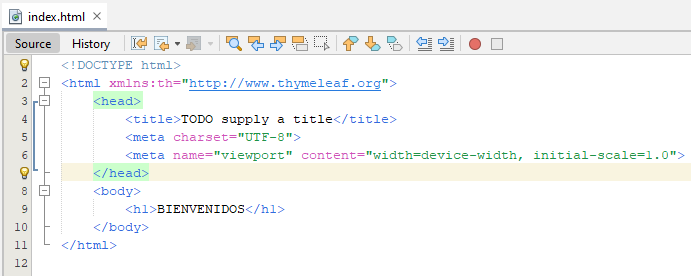 index.html
Source History
<!DOCTYPE html>
2 <html xmlns:th="http://www.thymeleaf.org">
3 <head>
4 <title>TODO supply a title</title>
5 <meta charset="UTF-8">
6 <meta name="viewport" content="width=device-width, initial-scale=1.0">
</head>
8 <body>
9 <h1>BIENVENIDOS</h1>
10 </body>
11 </html>
12